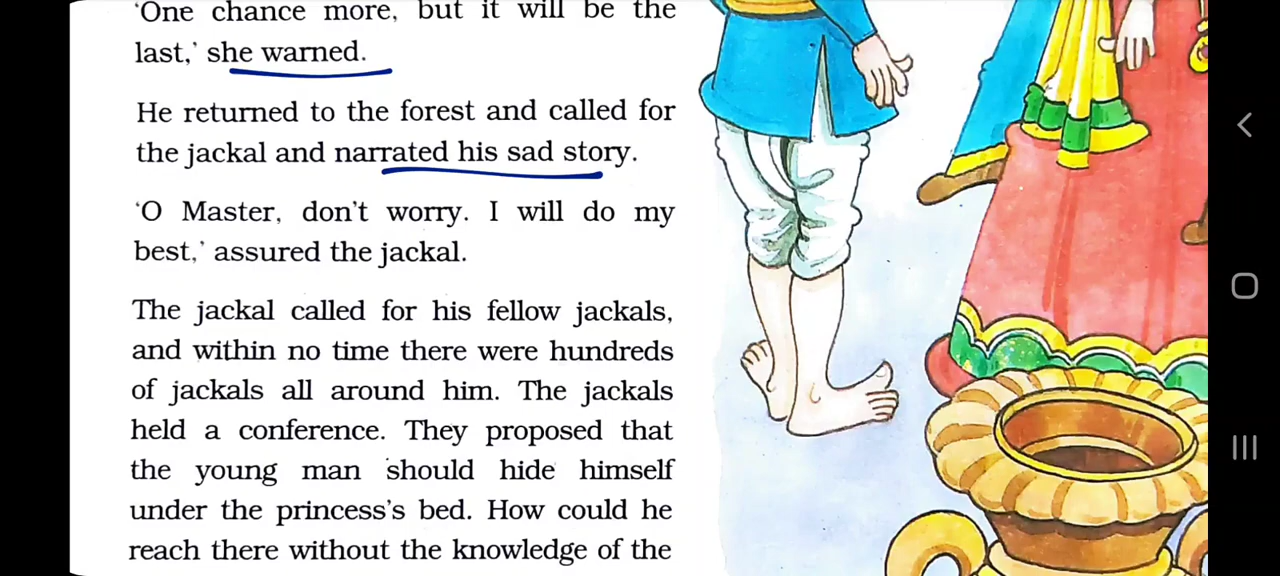 'One chance more, but it will be the
last,' she warned.
He returned to the forest and called for
the jackal and narrated his sad story.
'O Master, don't worry. I will do my
best,' assured the jackal.
The jackal called for his fellow jackals,
and within no time there were hundreds
of jackals all around him. The jackals
held a conference. They proposed that
the young man should hide himself
under the princess's bed. How could he
reach there without the knowledge of the